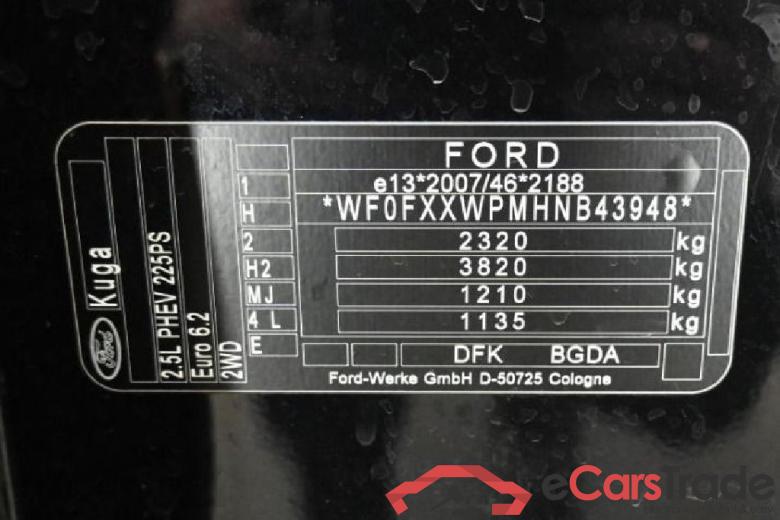 FORD
e13*2007/46*2188
*WF0FXXWPMHNB43948*
2320 kg
3820 kg
1210 kg
1135 kg
DFK BGDA
Ford-Werke GmbH D-50725 Cologne
1
H
2
H2
MJ
4 L
E
2WD
Euro 6.2
2.5L PHEV 225PS
Kuga
Ford
eCarsTrade